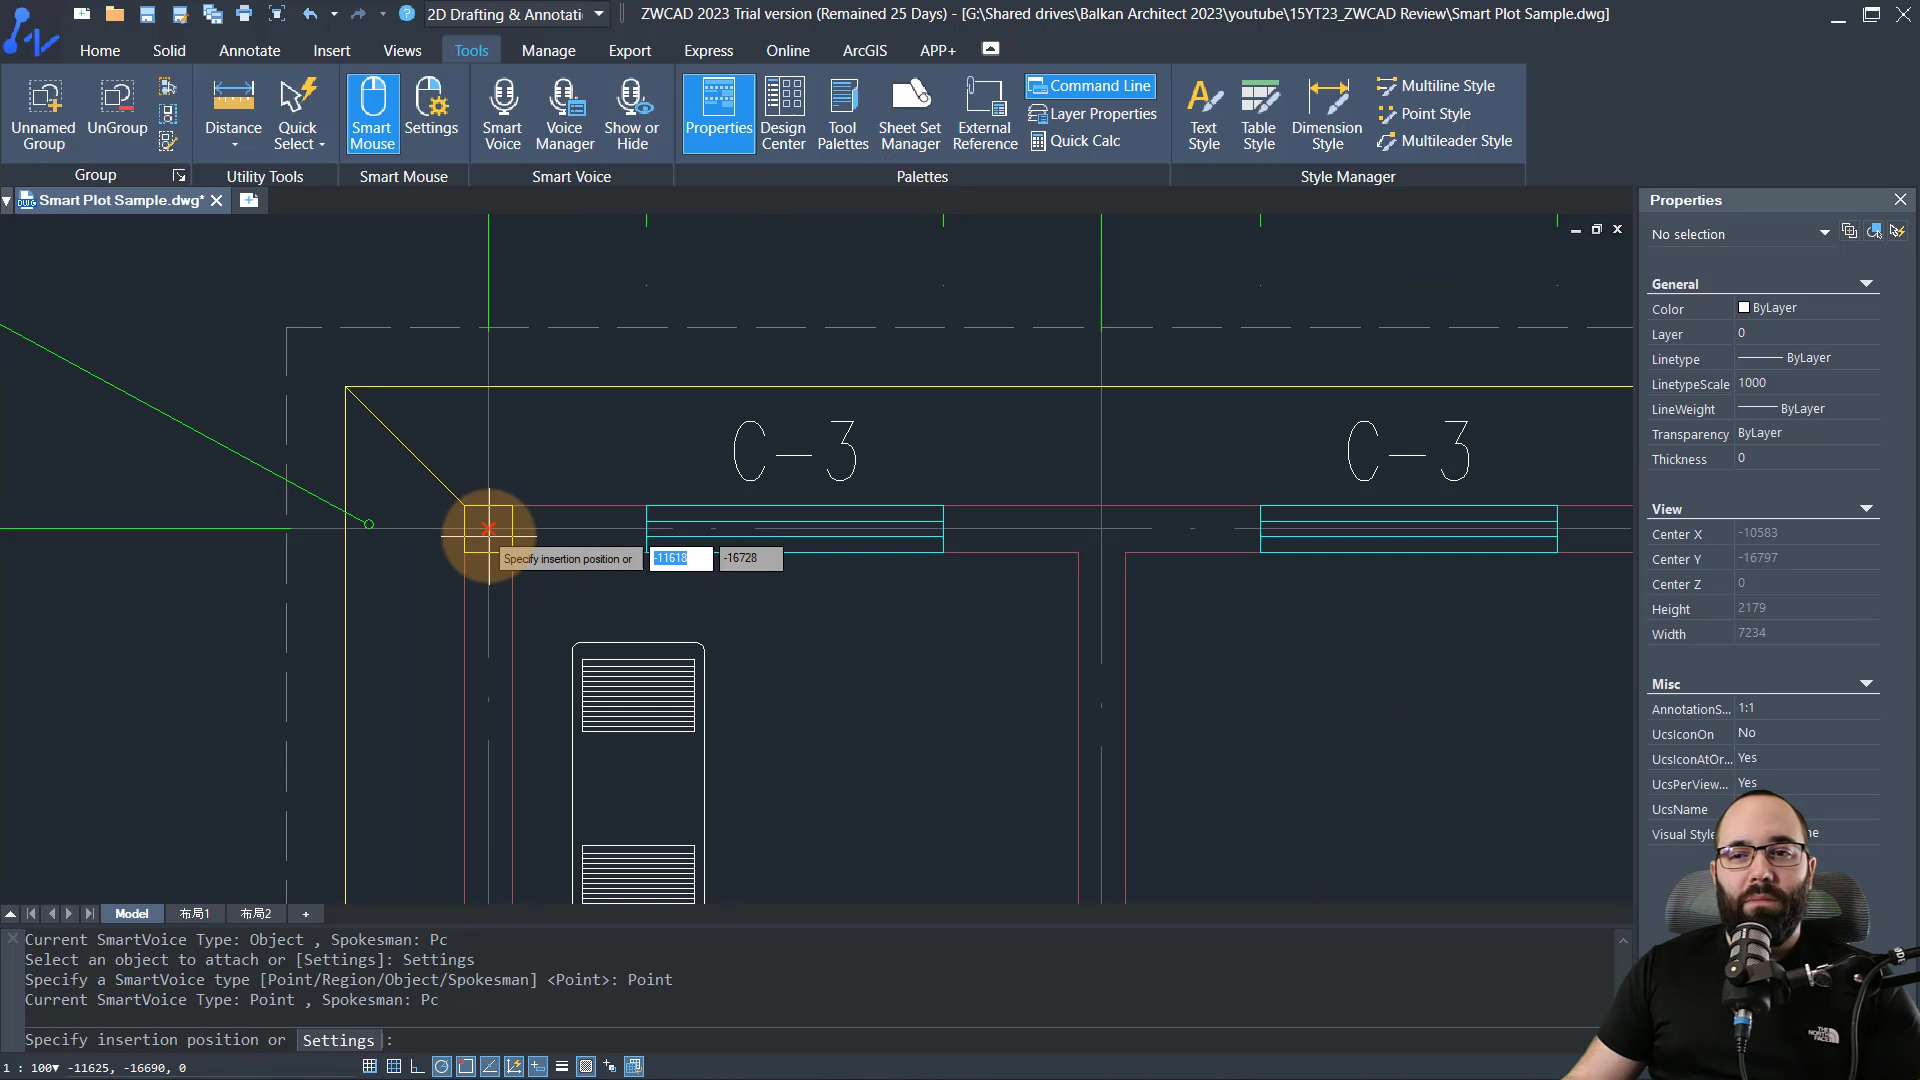 2D Drafting & Annotati
ZWCAD 2023 Trial version (Remained 25 Days) - [G:\Shared drives\Balkan Architect 2023\youtube\15YT23_ZWCAD Review\Smart Plot Sample.dwg]
Home Solid Annotate Insert Views Tools Manage Export Express Online ArcGIS APP+
Unnamed Group
UnGroup
Distance
Quick Select
Smart Mouse
Settings
Smart Voice
Voice Manager
Show or Hide
Properties
Design Center
Tool Palettes
Sheet Set Manager
External Reference
Command Line
Layer Properties
Quick Calc
Text Style
Table Style
Dimension Style
Multiline Style
Point Style
Multileader Style
Group
Utility Tools
Smart Mouse
Smart Voice
Palettes
Style Manager
Smart Plot Sample.dwg*
C-3
C-3
Specify insertion position or -11618 -16728
Properties
No selection
General
Color ByLayer
Layer 0
Linetype ByLayer
LinetypeScale 1000
LineWeight ByLayer
Transparency ByLayer
Thickness 0
View
Center X -10583
Center Y -16797
Center Z 0
Height 2179
Width 7234
Misc
AnnotationS... 1:1
UcsIconOn No
UcsIconAtOr... Yes
UcsPerView... Yes
UcsName
Visual Style
Model 布局1 布局2 +
Current SmartVoice Type: Object , Spokesman: Pc
Select an object to attach or [Settings]: Settings
Specify a SmartVoice type [Point/Region/Object/Spokesman] <Point>: Point
Current SmartVoice Type: Point , Spokesman: Pc
Specify insertion position or Settings :
1 : 100 -11625, -16690, 0
THE NORTH FACE